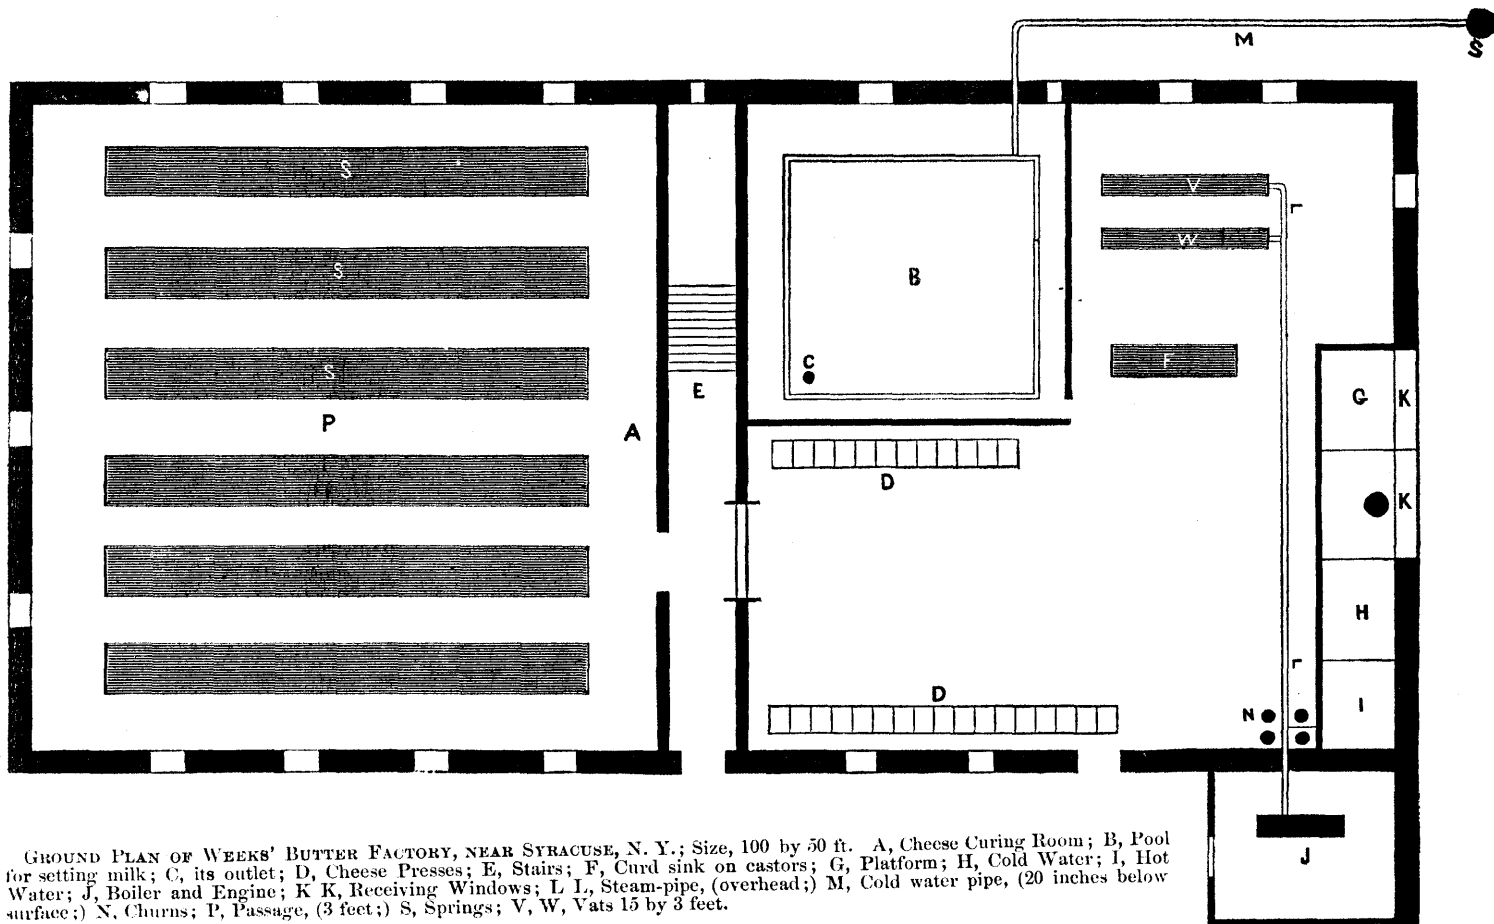 M
S
S
V
L
W
S
B
S
F
C
E
G
K
P
A
D
K
H
L
D
N
I
J
GROUND PLAN OF WEEKS' BUTTER FACTORY, NEAR SYRACUSE, N. Y.; Size, 100 by 50 ft. A, Cheese Curing Room; B, Pool
for setting milk; C, its outlet; D, Cheese Presses; E, Stairs; F, Curd sink on castors; G, Platform; H, Cold Water; I, Hot
Water; J, Boiler and Engine; K K, Receiving Windows; L L, Steam-pipe, (overhead;) M, Cold water pipe, (20 inches below
surface;) N, Churns; P, Passage, (3 feet;) S, Springs; V, W, Vats 15 by 3 feet.